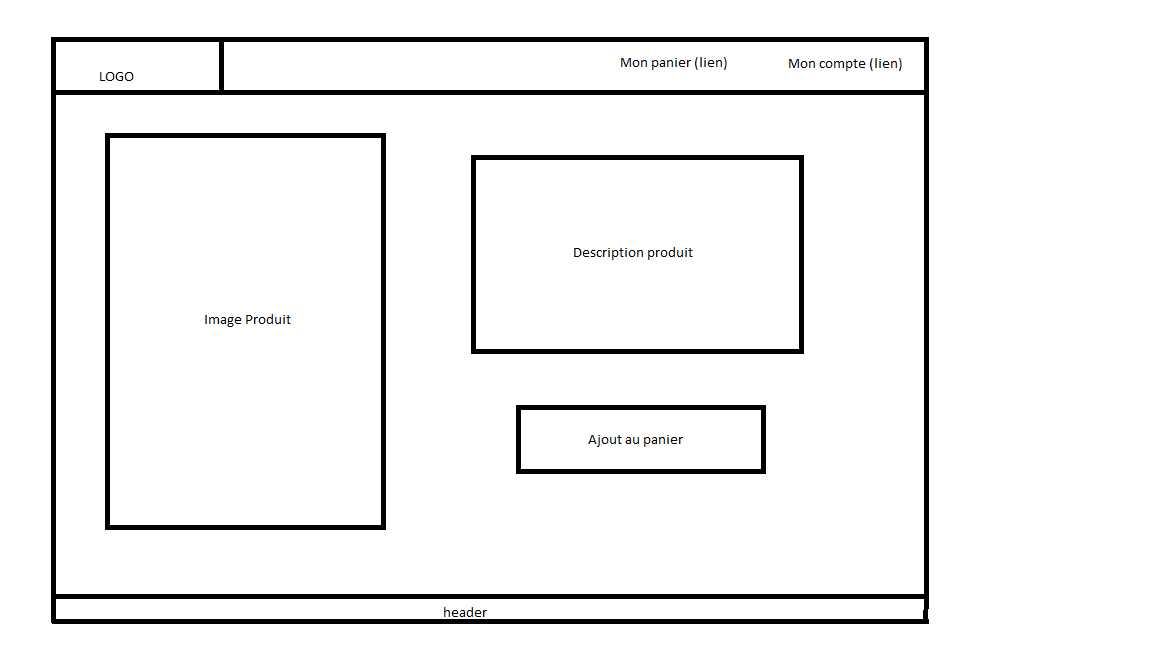 LOGO
Mon panier (lien)
Mon compte (lien)
Image Produit
Description produit
Ajout au panier
header